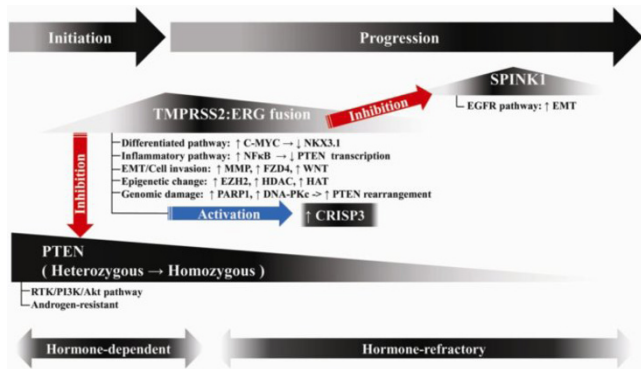 Initiation
Progression
SPINK1
EGFR pathway: ↑ EMT
Inhibition
TMPRSS2:ERG fusion
Differentiated pathway: ↑ C-MYC → ↓ NKX3.1
Inflammatory pathway: ↑ NFκB → ↓ PTEN transcription
EMT/Cell invasion: ↑ MMP, ↑ FZD4, ↑ WNT
Epigenetic change: ↑ EZH2, ↑ HDAC, ↑ HAT
Genomic damage: ↑ PARP1, ↑ DNA-PKc -> ↑ PTEN rearrangement
Inhibition
Activation
↑ CRISP3
PTEN
( Heterozygous → Homozygous )
RTK/PI3K/Akt pathway
Androgen-resistant
Hormone-dependent
Hormone-refractory